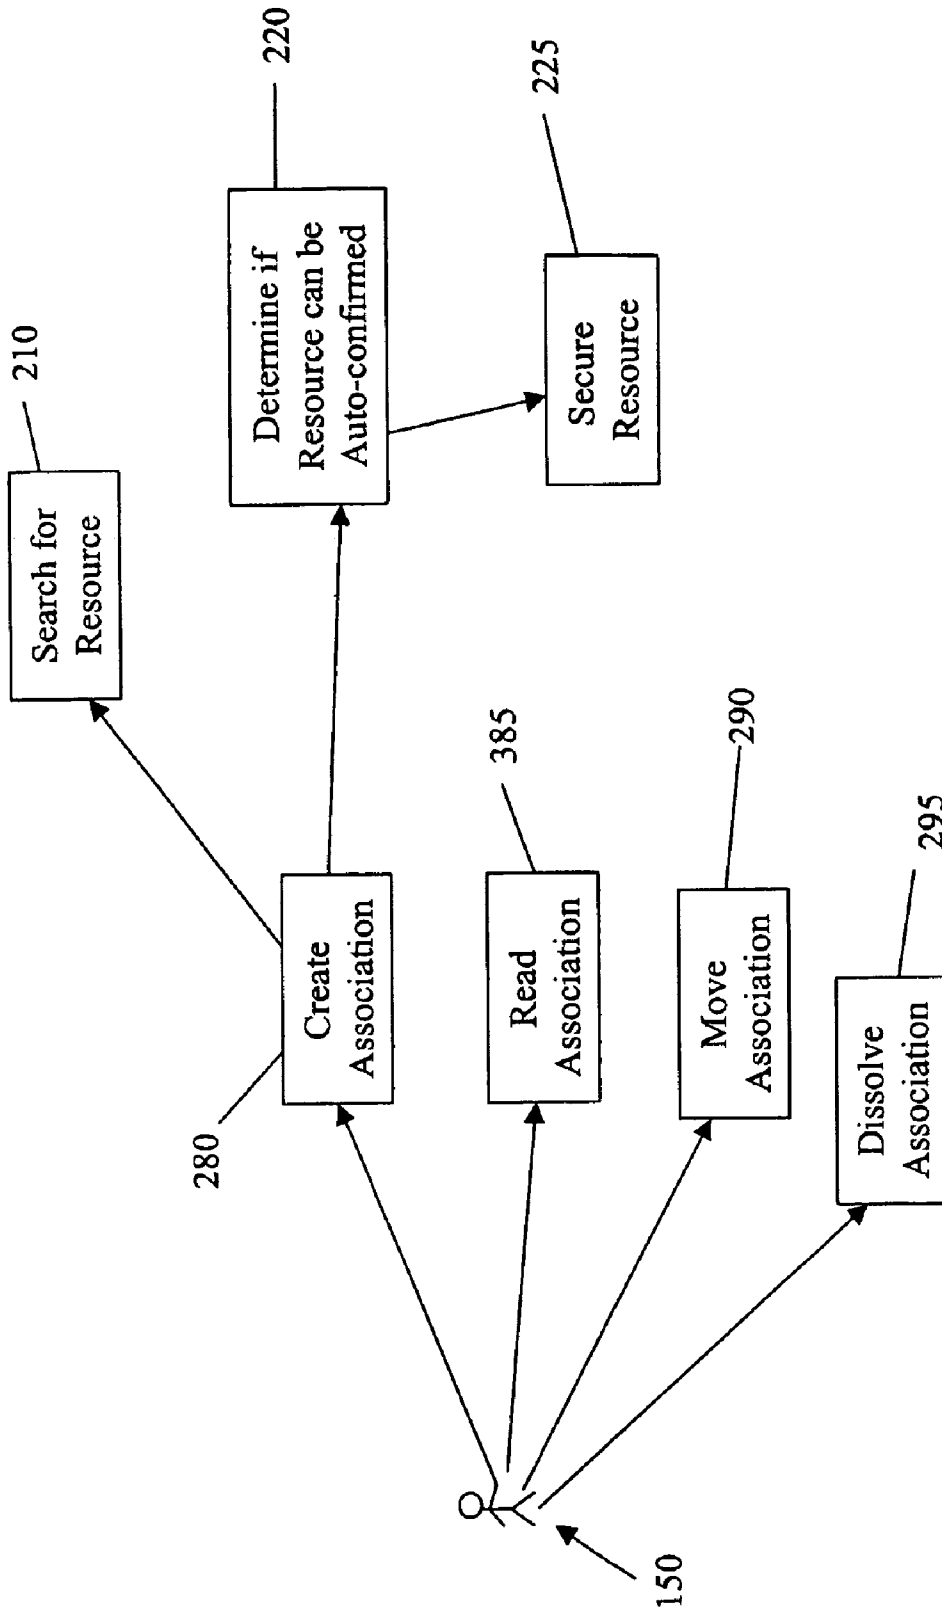 Search for
Resource
210
Determine if
Resource can be
Auto-confirmed
220
Create
Association
280
Secure
Resource
225
Read
Association
385
150
Move
Association
290
Dissolve
Association
295